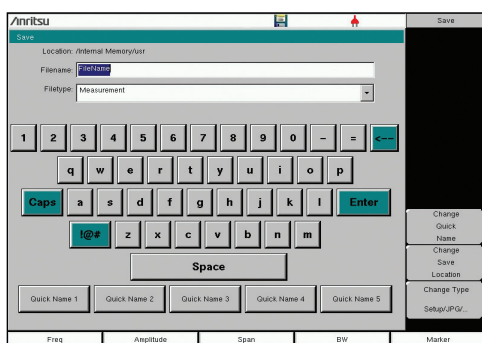 /Inritsu
Save
Save
Location: /Internal Memory/usr
Filename: FileName
Filetype: Measurement
1 2 3 4 5 6 7 8 9 0 - = <--
q w e r t y u i o p
Caps a s d f g h j k l Enter
!@# z x c v b n m
Space
Quick Name 1 Quick Name 2 Quick Name 3 Quick Name 4 Quick Name 5
Change
Quick
Name
Change
Save
Location
Change Type
Setup/JPG/...
Freq Amplitude Span BW Marker